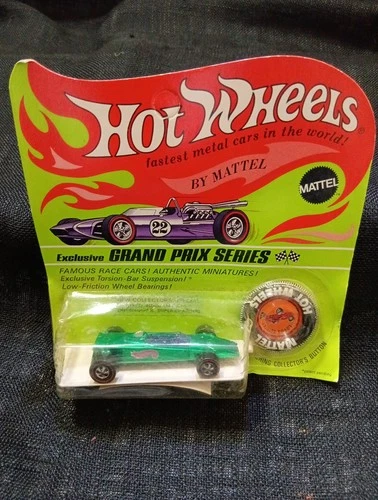 HOT WHEELS
fastest metal cars in the world!
BY MATTEL
MATTEL
22
Exclusive GRAND PRIX SERIES
FAMOUS RACE CARS! AUTHENTIC MINIATURES!
Exclusive Torsion-Bar Suspension!
Low-Friction Wheel Bearings!
HOT WHEELS
MATTEL
COLLECTOR'S BUTTON